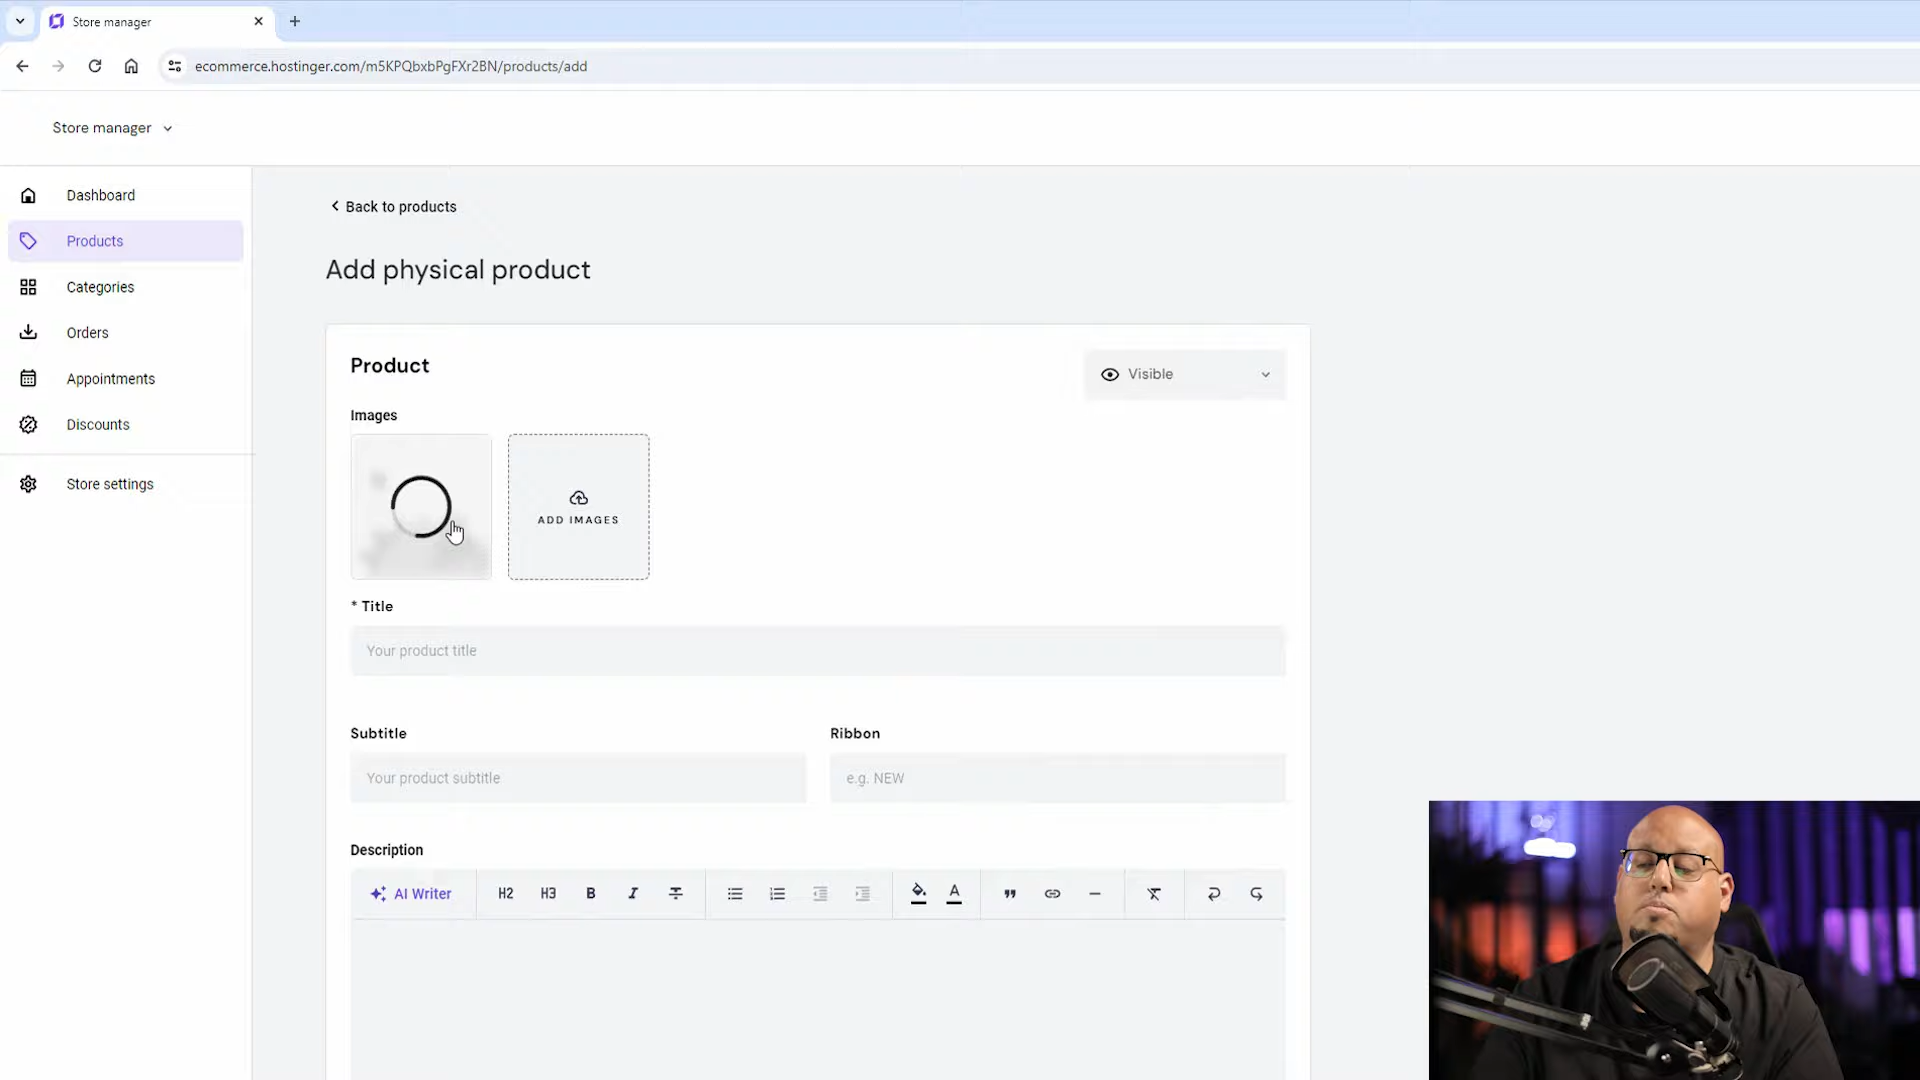 Store manager
ecommerce.hostinger.com/m5KPQbxbPgFXr2BN/products/add
Store manager
Dashboard
Products
Categories
Orders
Appointments
Discounts
Store settings
Back to products
Add physical product
Product
Visible
Images
ADD IMAGES
* Title
Your product title
Subtitle
Ribbon
Your product subtitle
e.g. NEW
Description
AI Writer
H2
H3
B
I
A